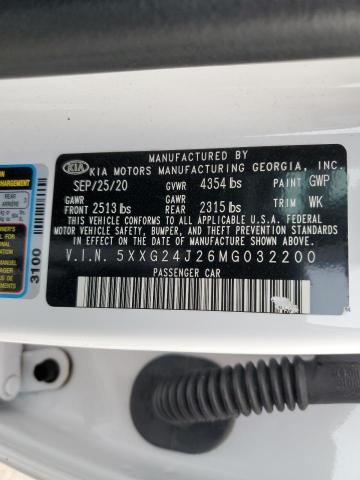 MANUFACTURED BY
KIA KIA MOTORS MANUFACTURING GEORGIA, INC.
SEP/25/20 GVWR 4354 lbs PAINT GWP
GAWR GAWR
FRONT 2513 lbs REAR 2315 lbs TRIM WK
THIS VEHICLE CONFORMS TO ALL APPLICABLE U.S.A. FEDERAL
MOTOR VEHICLE SAFETY, BUMPER, AND THEFT PREVENTION
STANDARDS IN EFFECT ON THE DATE OF MANUFACTURE
SHOWN ABOVE.
V.I.N. 5XXG24J26MG032200
PASSENGER CAR
REAR
ARRIÈRE
3100